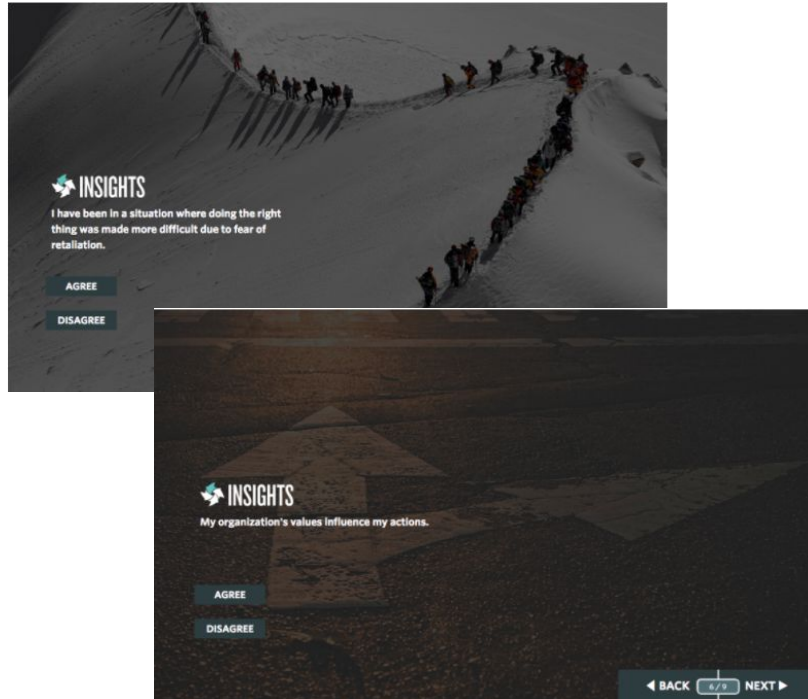 INSIGHTS
I have been in a situation where doing the right
thing was made more difficult due to fear of
retaliation.
AGREE
DISAGREE
INSIGHTS
My organization's values influence my actions.
AGREE
DISAGREE
BACK 6/9 NEXT